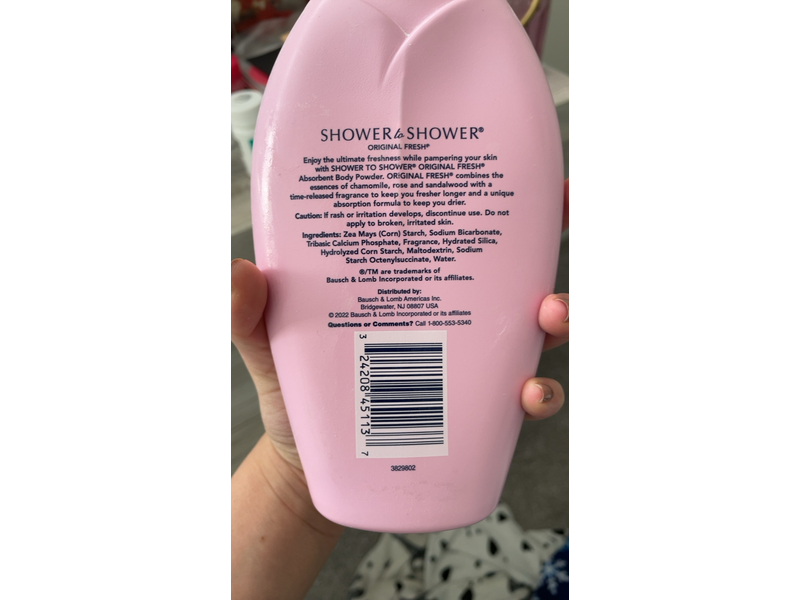 SHOWER to SHOWER®
ORIGINAL FRESH®
Enjoy the ultimate freshness while pampering your skin
with SHOWER TO SHOWER® ORIGINAL FRESH®
Absorbent Body Powder. ORIGINAL FRESH® combines the
essences of chamomile, rose and sandalwood with a
time-released fragrance to keep you fresher longer and a unique
absorption formula to keep you drier.
Caution: If rash or irritation develops, discontinue use. Do not
apply to broken, irritated skin.
Ingredients: Zea Mays (Corn) Starch, Sodium Bicarbonate,
Tribasic Calcium Phosphate, Fragrance, Hydrated Silica,
Hydrolyzed Corn Starch, Maltodextrin, Sodium
Starch Octenylsuccinate, Water.
®/TM are trademarks of
Bausch & Lomb Incorporated or its affiliates.
Distributed by:
Bausch & Lomb Americas Inc.
Bridgewater, NJ 08807 USA
© 2022 Bausch & Lomb Incorporated or its affiliates
Questions or Comments? Call 1-800-553-5340
3 24208 45113 7
3829802